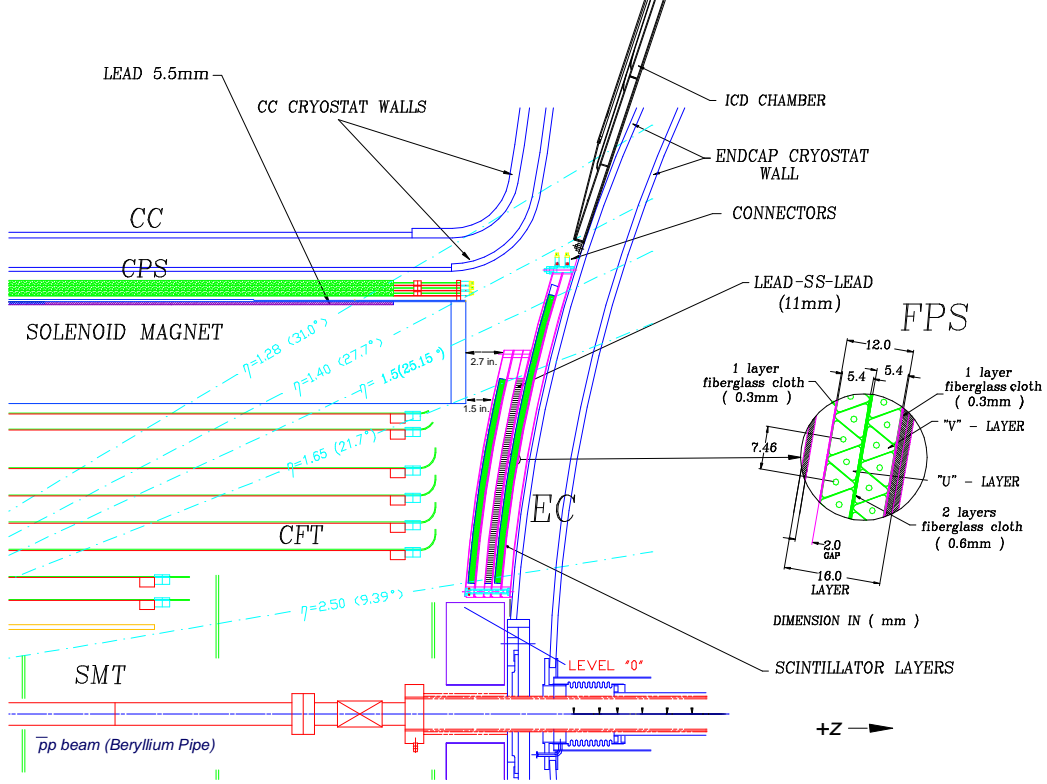 LEAD 5.5mm
CC CRYOSTAT WALLS
ICD CHAMBER
ENDCAP CRYOSTAT
WALL
CONNECTORS
CC
CPS
SOLENOID MAGNET
LEAD-SS-LEAD
(11mm)
FPS
η=1.28 (31.0°)
η=1.40 (27.7°)
η= 1.5(25.15°)
η=1.65 (21.7°)
2.7 in.
1.5 in.
12.0
5.4
5.4
1 layer
fiberglass cloth
( 0.3mm )
1 layer
fiberglass cloth
( 0.3mm )
"V" - LAYER
7.46
"U" - LAYER
2 layers
fiberglass cloth
( 0.6mm )
2.0
GAP
16.0
LAYER
DIMENSION IN ( mm )
EC
CFT
η=2.50 (9.39°)
LEVEL "0"
SCINTILLATOR LAYERS
SMT
p̅p beam (Beryllium Pipe)
+Z